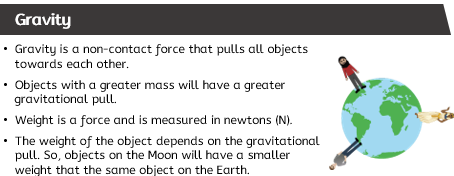 Gravity
• Gravity is a non-contact force that pulls all objects
towards each other.
• Objects with a greater mass will have a greater
gravitational pull.
• Weight is a force and is measured in newtons (N).
• The weight of the object depends on the gravitational
pull. So, objects on the Moon will have a smaller
weight that the same object on the Earth.